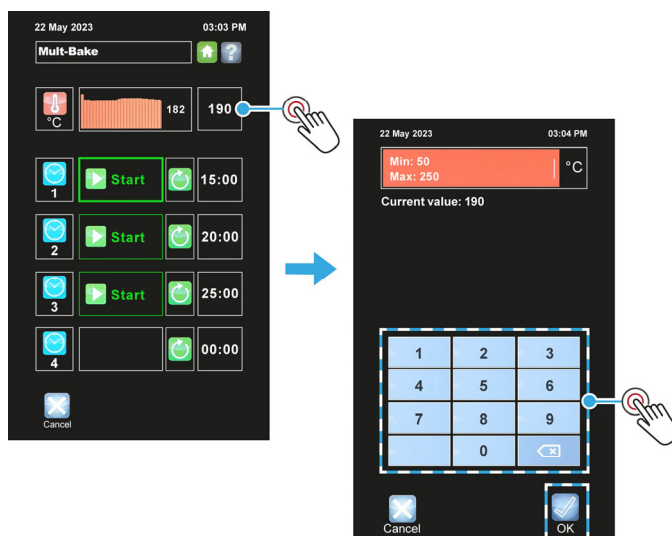 22 May 2023 03:03 PM
Mult-Bake
?
°C 182 190
1 Start 15:00
2 Start 20:00
3 Start 25:00
4 00:00
Cancel
22 May 2023 03:04 PM
Min: 50
Max: 250
°C
Current value: 190
1 2 3
4 5 6
7 8 9
0
Cancel OK